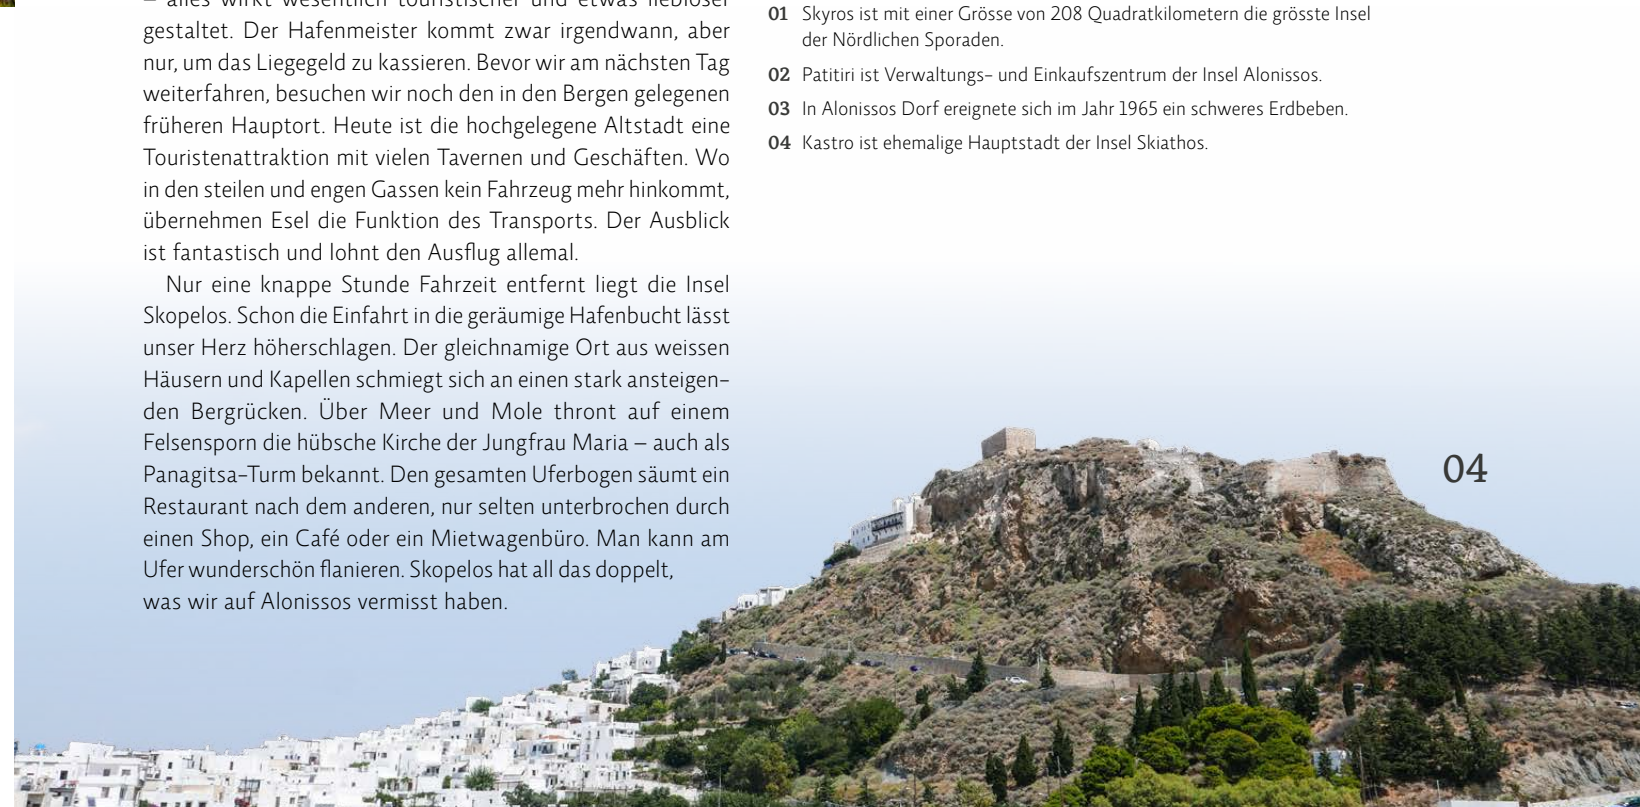 – alles wirkt wesentlich touristischer und etwas liebloser
gestaltet. Der Hafenmeister kommt zwar irgendwann, aber
nur, um das Liegegeld zu kassieren. Bevor wir am nächsten Tag
weiterfahren, besuchen wir noch den in den Bergen gelegenen
früheren Hauptort. Heute ist die hochgelegene Altstadt eine
Touristenattraktion mit vielen Tavernen und Geschäften. Wo
in den steilen und engen Gassen kein Fahrzeug mehr hinkommt,
übernehmen Esel die Funktion des Transports. Der Ausblick
ist fantastisch und lohnt den Ausflug allemal.
Nur eine knappe Stunde Fahrzeit entfernt liegt die Insel
Skopelos. Schon die Einfahrt in die geräumige Hafenbucht lässt
unser Herz höherschlagen. Der gleichnamige Ort aus weissen
Häusern und Kapellen schmiegt sich an einen stark ansteigen-
den Bergrücken. Über Meer und Mole thront auf einem
Felsensporn die hübsche Kirche der Jungfrau Maria – auch als
Panagitsa-Turm bekannt. Den gesamten Uferbogen säumt ein
Restaurant nach dem anderen, nur selten unterbrochen durch
einen Shop, ein Café oder ein Mietwagenbüro. Man kann am
Ufer wunderschön flanieren. Skopelos hat all das doppelt,
was wir auf Alonissos vermisst haben.
01 Skyros ist mit einer Grösse von 208 Quadratkilometern die grösste Insel
der Nördlichen Sporaden.
02 Patitiri ist Verwaltungs- und Einkaufszentrum der Insel Alonissos.
03 In Alonissos Dorf ereignete sich im Jahr 1965 ein schweres Erdbeben.
04 Kastro ist ehemalige Hauptstadt der Insel Skiathos.
04